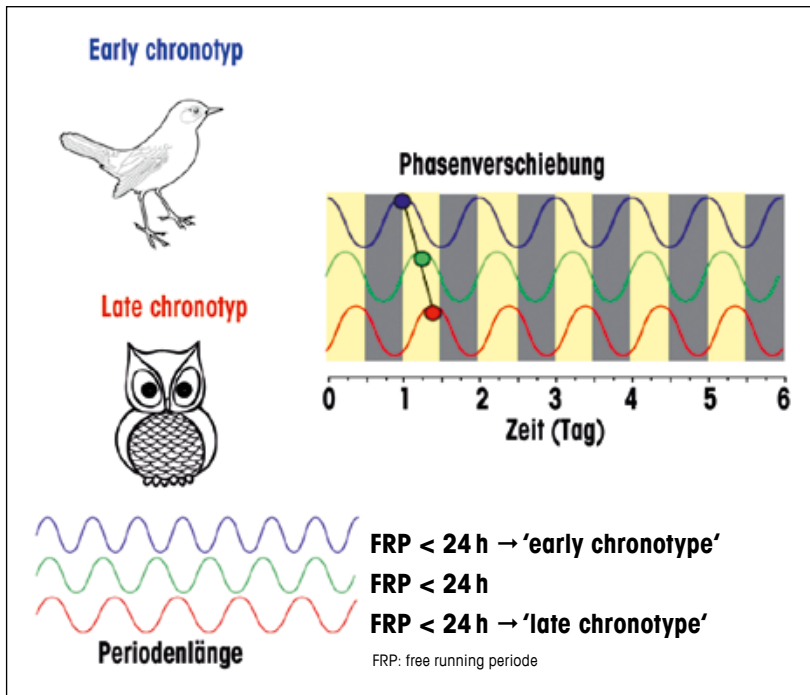 Early chronotyp
Phasenverschiebung
Late chronotyp
0 1 2 3 4 5 6
Zeit (Tag)
FRP < 24 h → ‘early chronotype‘
FRP < 24 h
FRP < 24 h → ‘late chronotype‘
Periodenlänge
FRP: free running periode